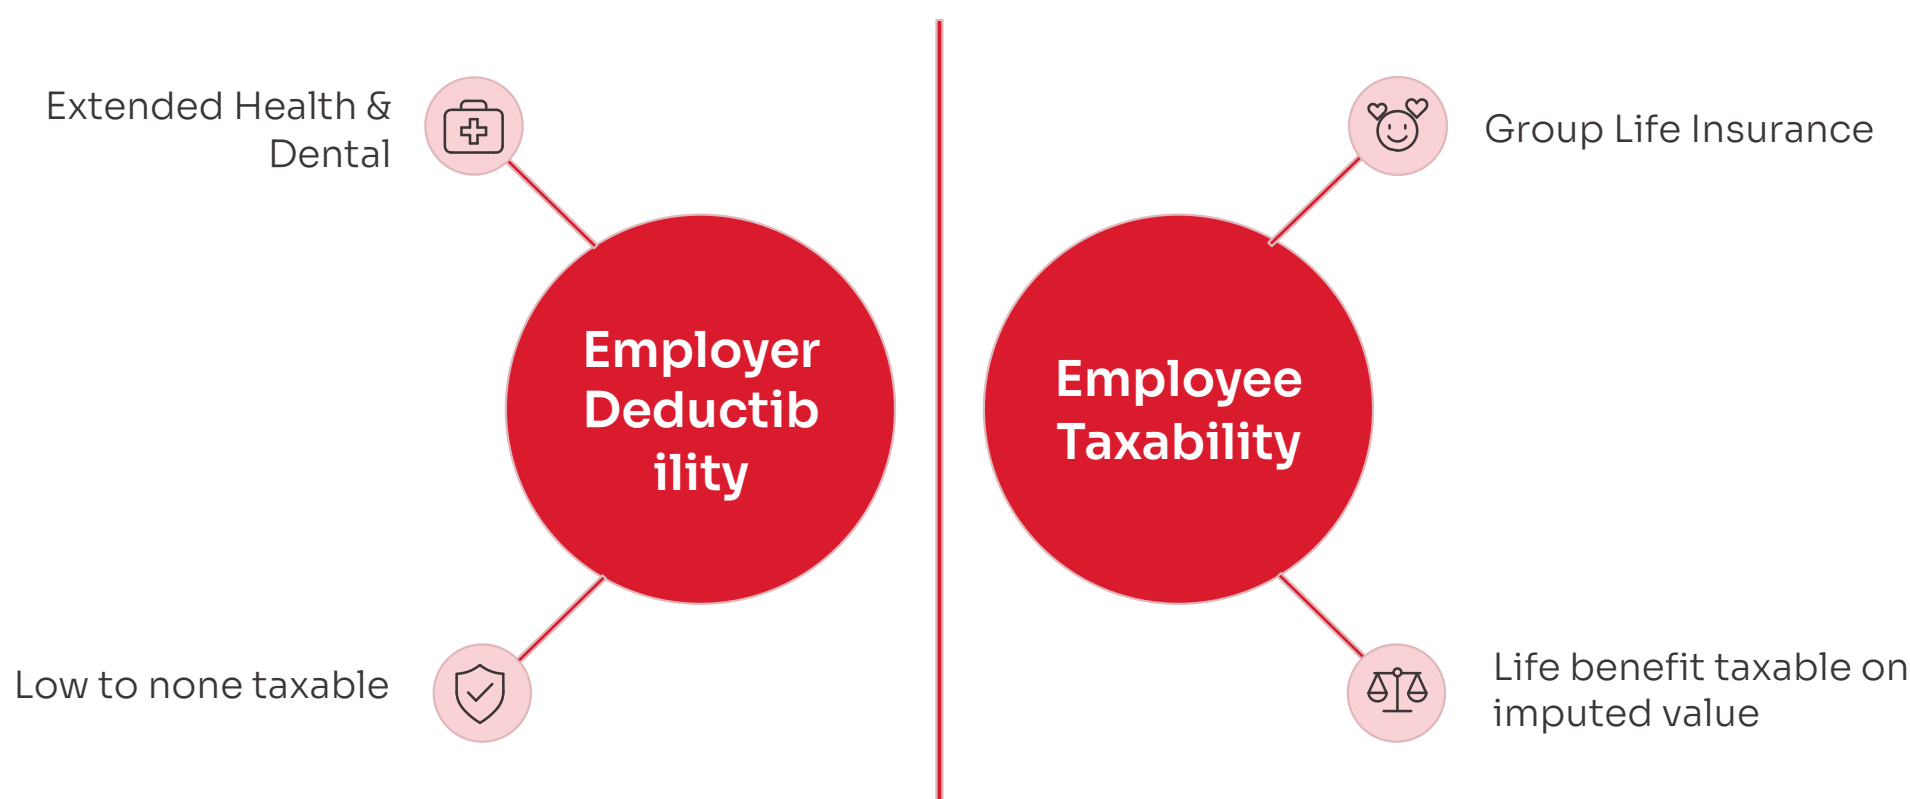 Extended Health &
Dental
Employer
Deductib
ility
Low to none taxable
Group Life Insurance
Employee
Taxability
Life benefit taxable on
imputed value